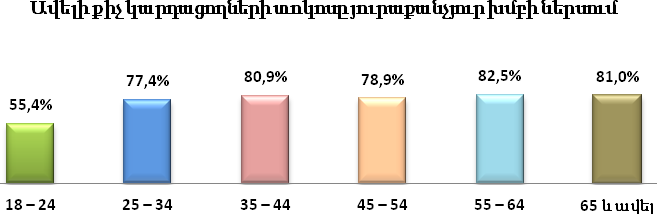 Ավելի քիչ կարդացողների տոկոսը յուրաքանչյուր խմբի ներսում
55,4% 77,4% 80,9% 78,9% 82,5% 81,0%
18 – 24 25 – 34 35 – 44 45 – 54 55 – 64 65 և ավել